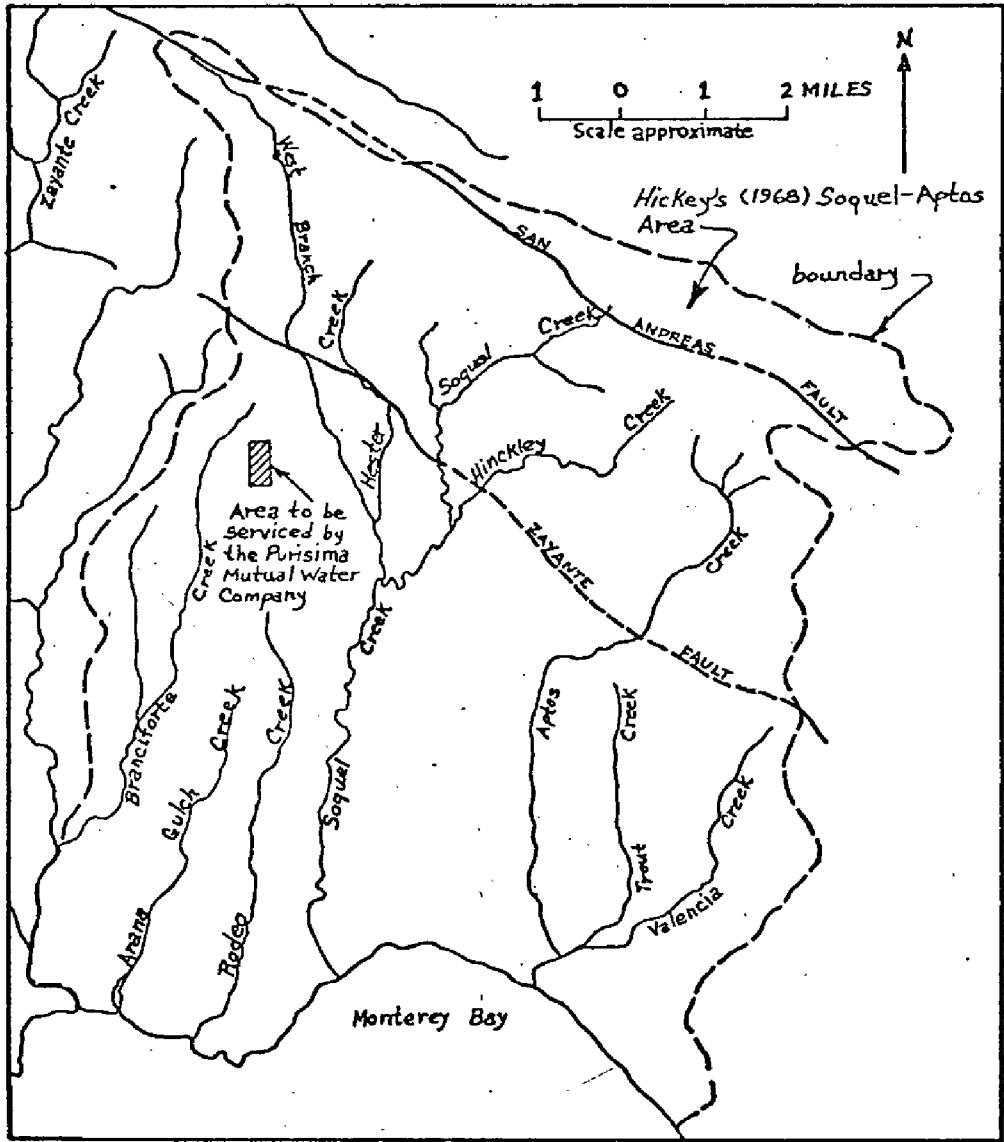 N
1 0 1 2 MILES
Scale approximate
Zayante Creek
West
Branch
Hickey's (1968) Soquel-Aptos
Area
boundary
SAN
ANDREAS
FAULT
Creek
Soquel
Creek
Creek
Hester
Hinckley
Area to be
serviced by
the Purisima
Mutual Water
Company
Creek
ZAYANTE
FAULT
Creek
Creek
Branciforte
Creek
Gulch
Arana
Creek
Rodeo
Soquel
Aptos
Creek
Trout
Creek
Valencia
Monterey Bay